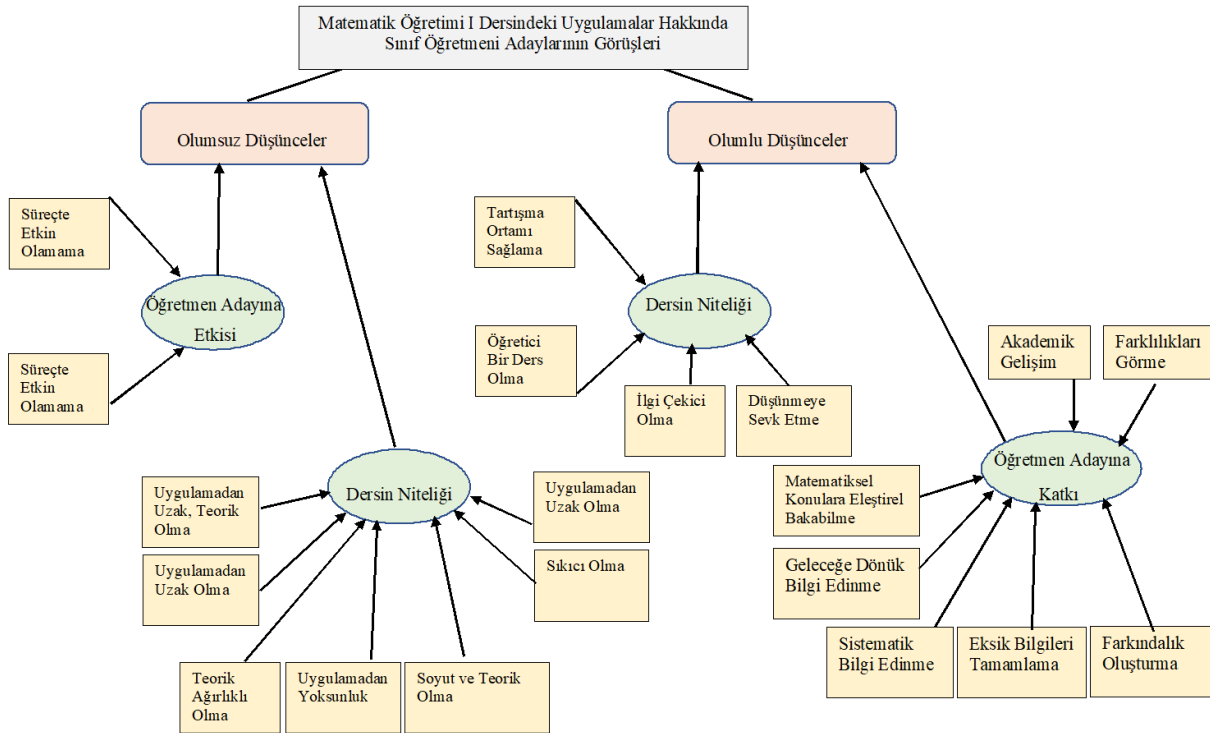 Matematik Öğretimi I Dersindeki Uygulamalar Hakkında
Sınıf Öğretmeni Adaylarının Görüşleri
Olumsuz Düşünceler
Olumlu Düşünceler
Süreçte
Etkin
Olamama
Öğretmen Adayına
Etkisi
Süreçte
Etkin
Olamama
Tartışma
Ortamı
Sağlama
Dersin Niteliği
Öğretici
Bir Ders
Olma
İlgi Çekici
Olma
Düşünmeye
Sevk Etme
Akademik
Gelişim
Farklılıkları
Görme
Dersin Niteliği
Uygulamadan
Uzak, Teorik
Olma
Uygulamadan
Uzak Olma
Uygulamadan
Uzak Olma
Sıkıcı Olma
Teorik
Ağırlıklı
Olma
Uygulamadan
Yoksunluk
Soyut ve Teorik
Olma
Öğretmen Adayına
Katkı
Matematiksel
Konulara Eleştirel
Bakabilme
Geleceğe Dönük
Bilgi Edinme
Sistematik
Bilgi Edinme
Eksik Bilgileri
Tamamlama
Farkındalık
Oluşturma